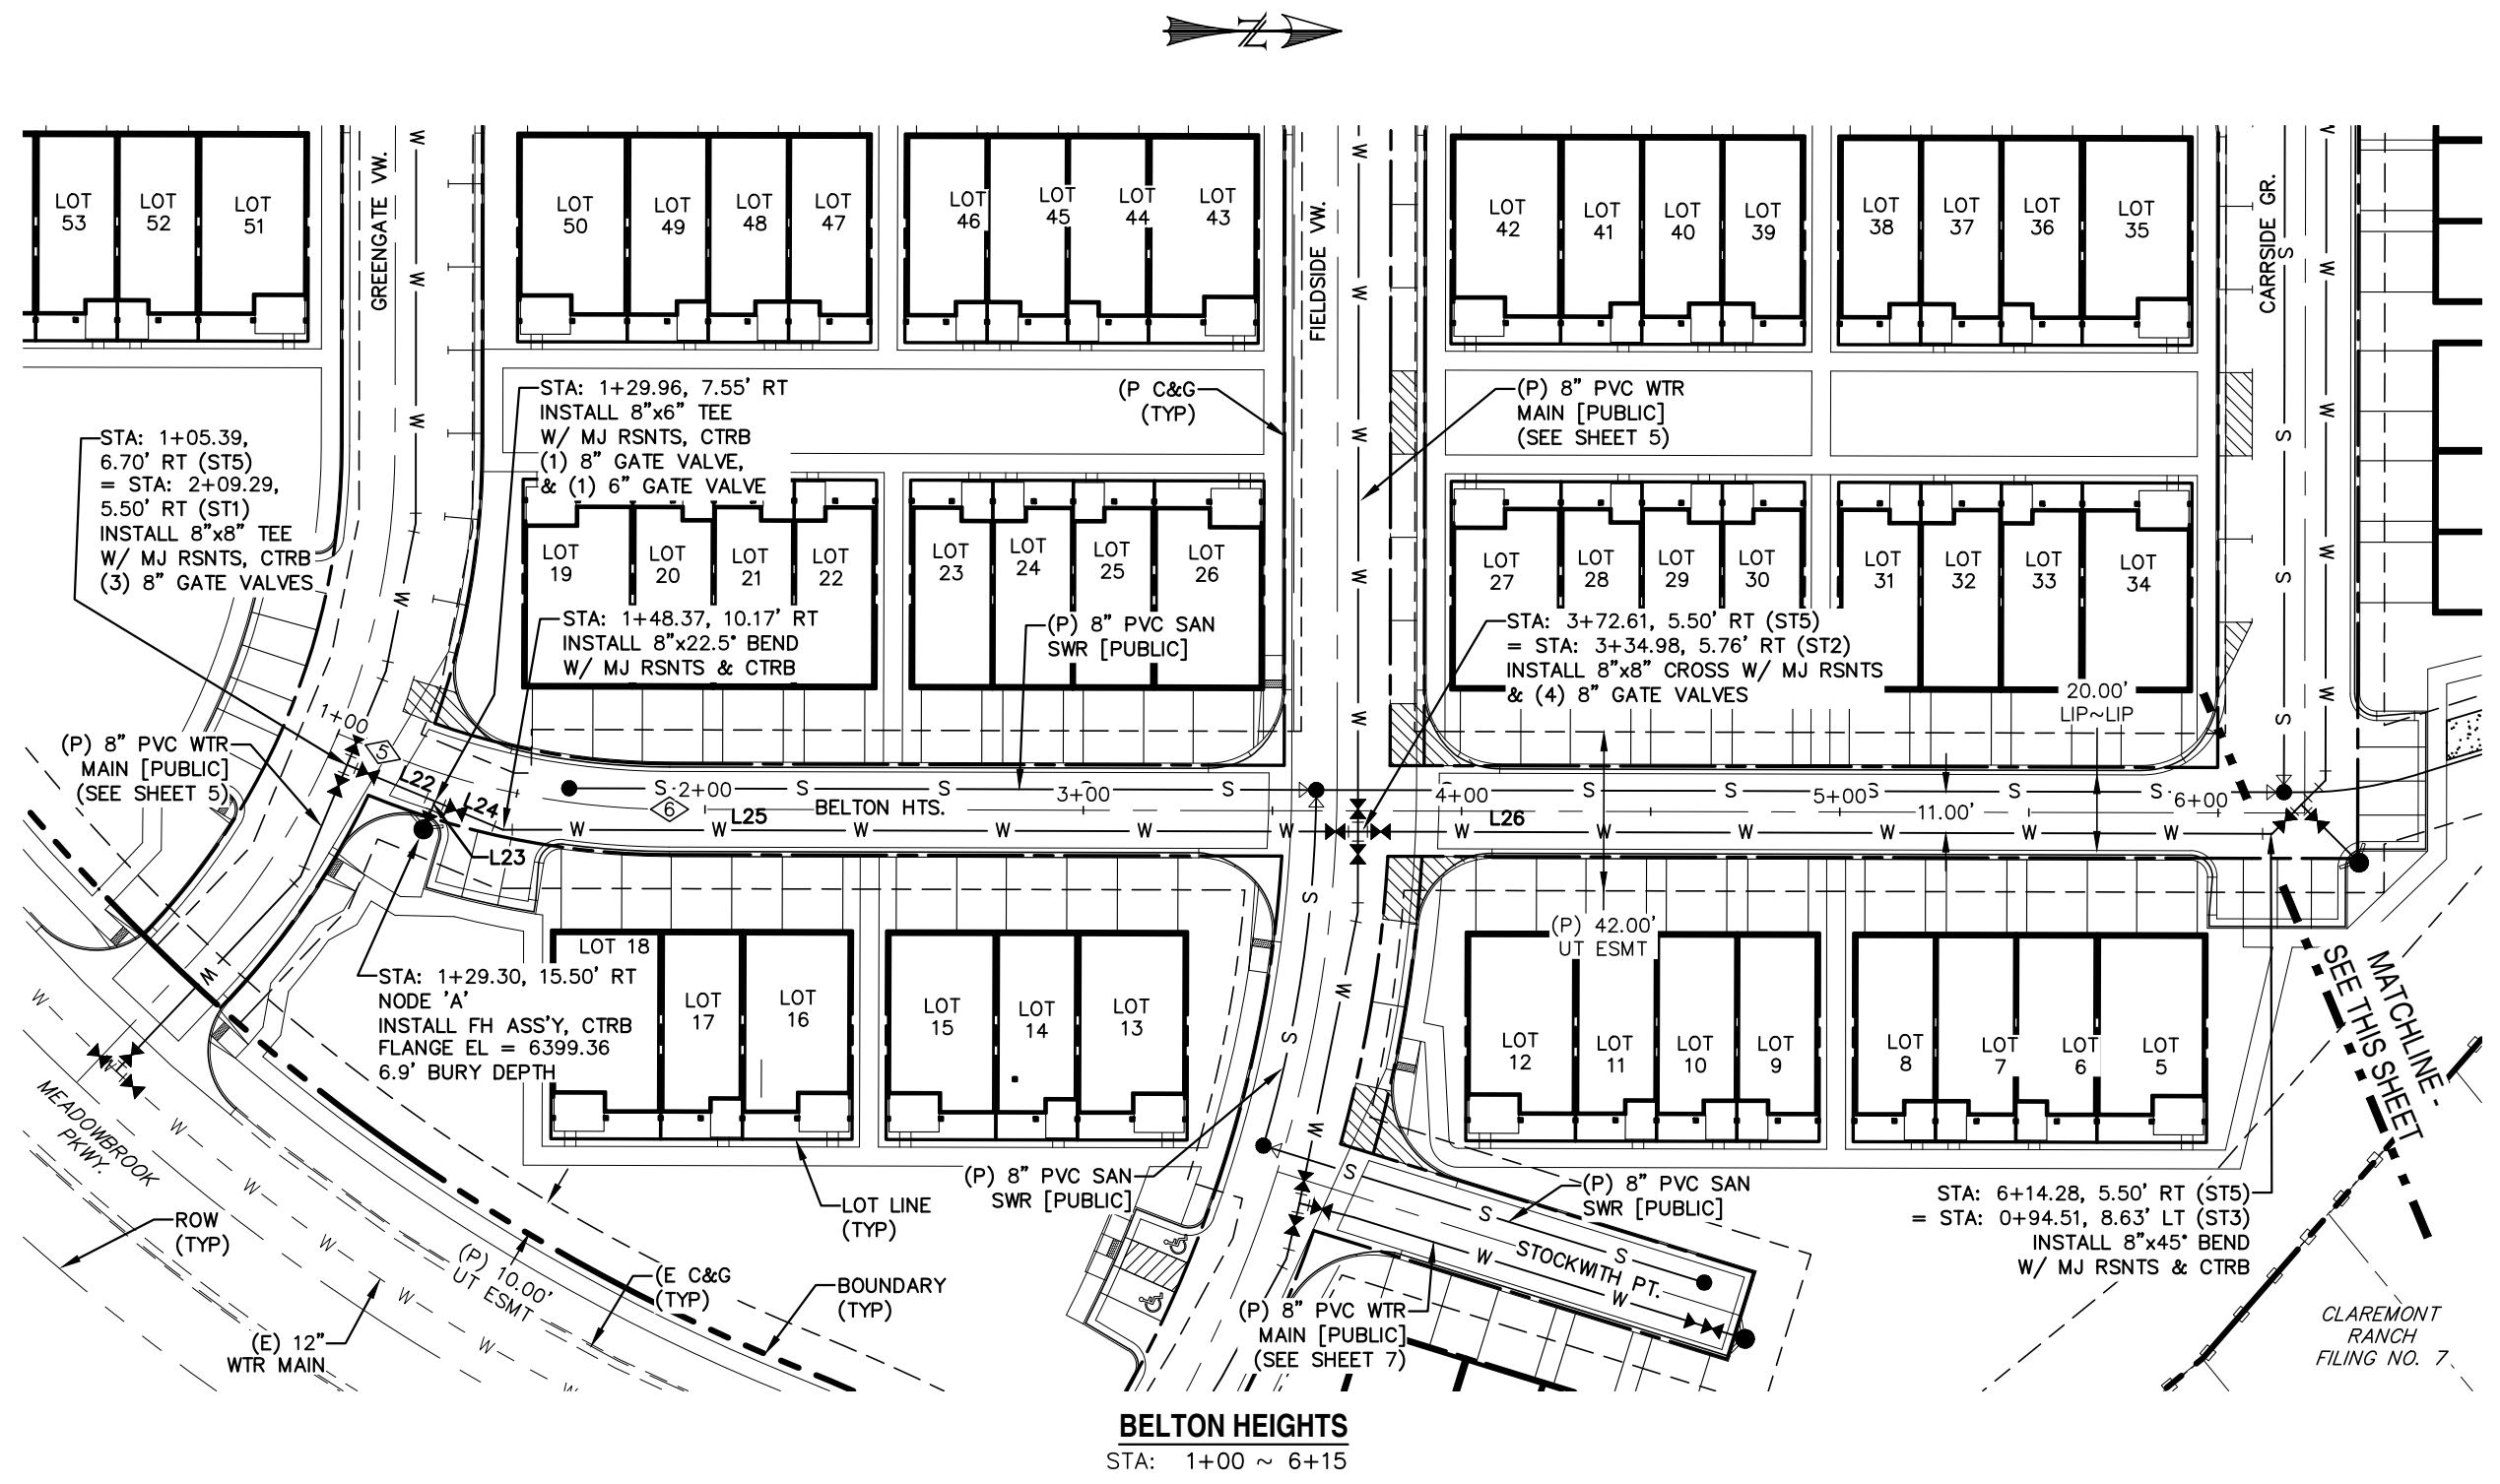 N
LOT
53
LOT
52
LOT
51
GREENGATE VW.
LOT
50
LOT
49
LOT
48
LOT
47
LOT
46
LOT
45
LOT
44
LOT
43
FIELDSIDE VW.
LOT
42
LOT
41
LOT
40
LOT
39
LOT
38
LOT
37
LOT
36
LOT
35
CARRSIDE GR.
STA: 1+05.39,
6.70' RT (ST5)
= STA: 2+09.29,
5.50' RT (ST1)
INSTALL 8"x8" TEE
W/ MJ RSNTS, CTRB
(3) 8" GATE VALVES
STA: 1+29.96, 7.55' RT
INSTALL 8"x6" TEE
W/ MJ RSNTS, CTRB
(1) 8" GATE VALVE,
& (1) 6" GATE VALVE
(P C&G
(TYP)
(P) 8" PVC WTR
MAIN [PUBLIC]
(SEE SHEET 5)
LOT
19
LOT
20
LOT
21
LOT
22
LOT
23
LOT
24
LOT
25
LOT
26
LOT
27
LOT
28
LOT
29
LOT
30
LOT
31
LOT
32
LOT
33
LOT
34
STA: 1+48.37, 10.17' RT
INSTALL 8"x22.5° BEND
W/ MJ RSNTS & CTRB
(P) 8" PVC SAN
SWR [PUBLIC]
STA: 3+72.61, 5.50' RT (ST5)
= STA: 3+34.98, 5.76' RT (ST2)
INSTALL 8"x8" CROSS W/ MJ RSNTS
& (4) 8" GATE VALVES
20.00'
LIP~LIP
(P) 8" PVC WTR
MAIN [PUBLIC]
(SEE SHEET 5)
1+00
5
L22
L24
L23
6
2+00
L25
BELTON HTS.
3+00
4+00
L26
5+00
11.00'
6+00
STA: 1+29.30, 15.50' RT
NODE 'A'
INSTALL FH ASS'Y, CTRB
FLANGE EL = 6399.36
6.9' BURY DEPTH
LOT 18
LOT
17
LOT
16
LOT
15
LOT
14
LOT
13
(P) 42.00'
UT ESMT
LOT
12
LOT
11
LOT
10
LOT
9
LOT
8
LOT
7
LOT
6
LOT
5
MATCHLINE -
SEE THIS SHEET
MEADOWBROOK
PKWY.
ROW
(TYP)
(P) 10.00'
UT ESMT
(E C&G
(TYP)
(E) 12"
WTR MAIN
BOUNDARY
(TYP)
LOT LINE
(TYP)
(P) 8" PVC SAN
SWR [PUBLIC]
(P) 8" PVC SAN
SWR [PUBLIC]
STOCKWITH PT.
(P) 8" PVC WTR
MAIN [PUBLIC]
(SEE SHEET 7)
STA: 6+14.28, 5.50' RT (ST5)
= STA: 0+94.51, 8.63' LT (ST3)
INSTALL 8"x45° BEND
W/ MJ RSNTS & CTRB
CLAREMONT
RANCH
FILING NO. 7
BELTON HEIGHTS
STA: 1+00 ~ 6+15